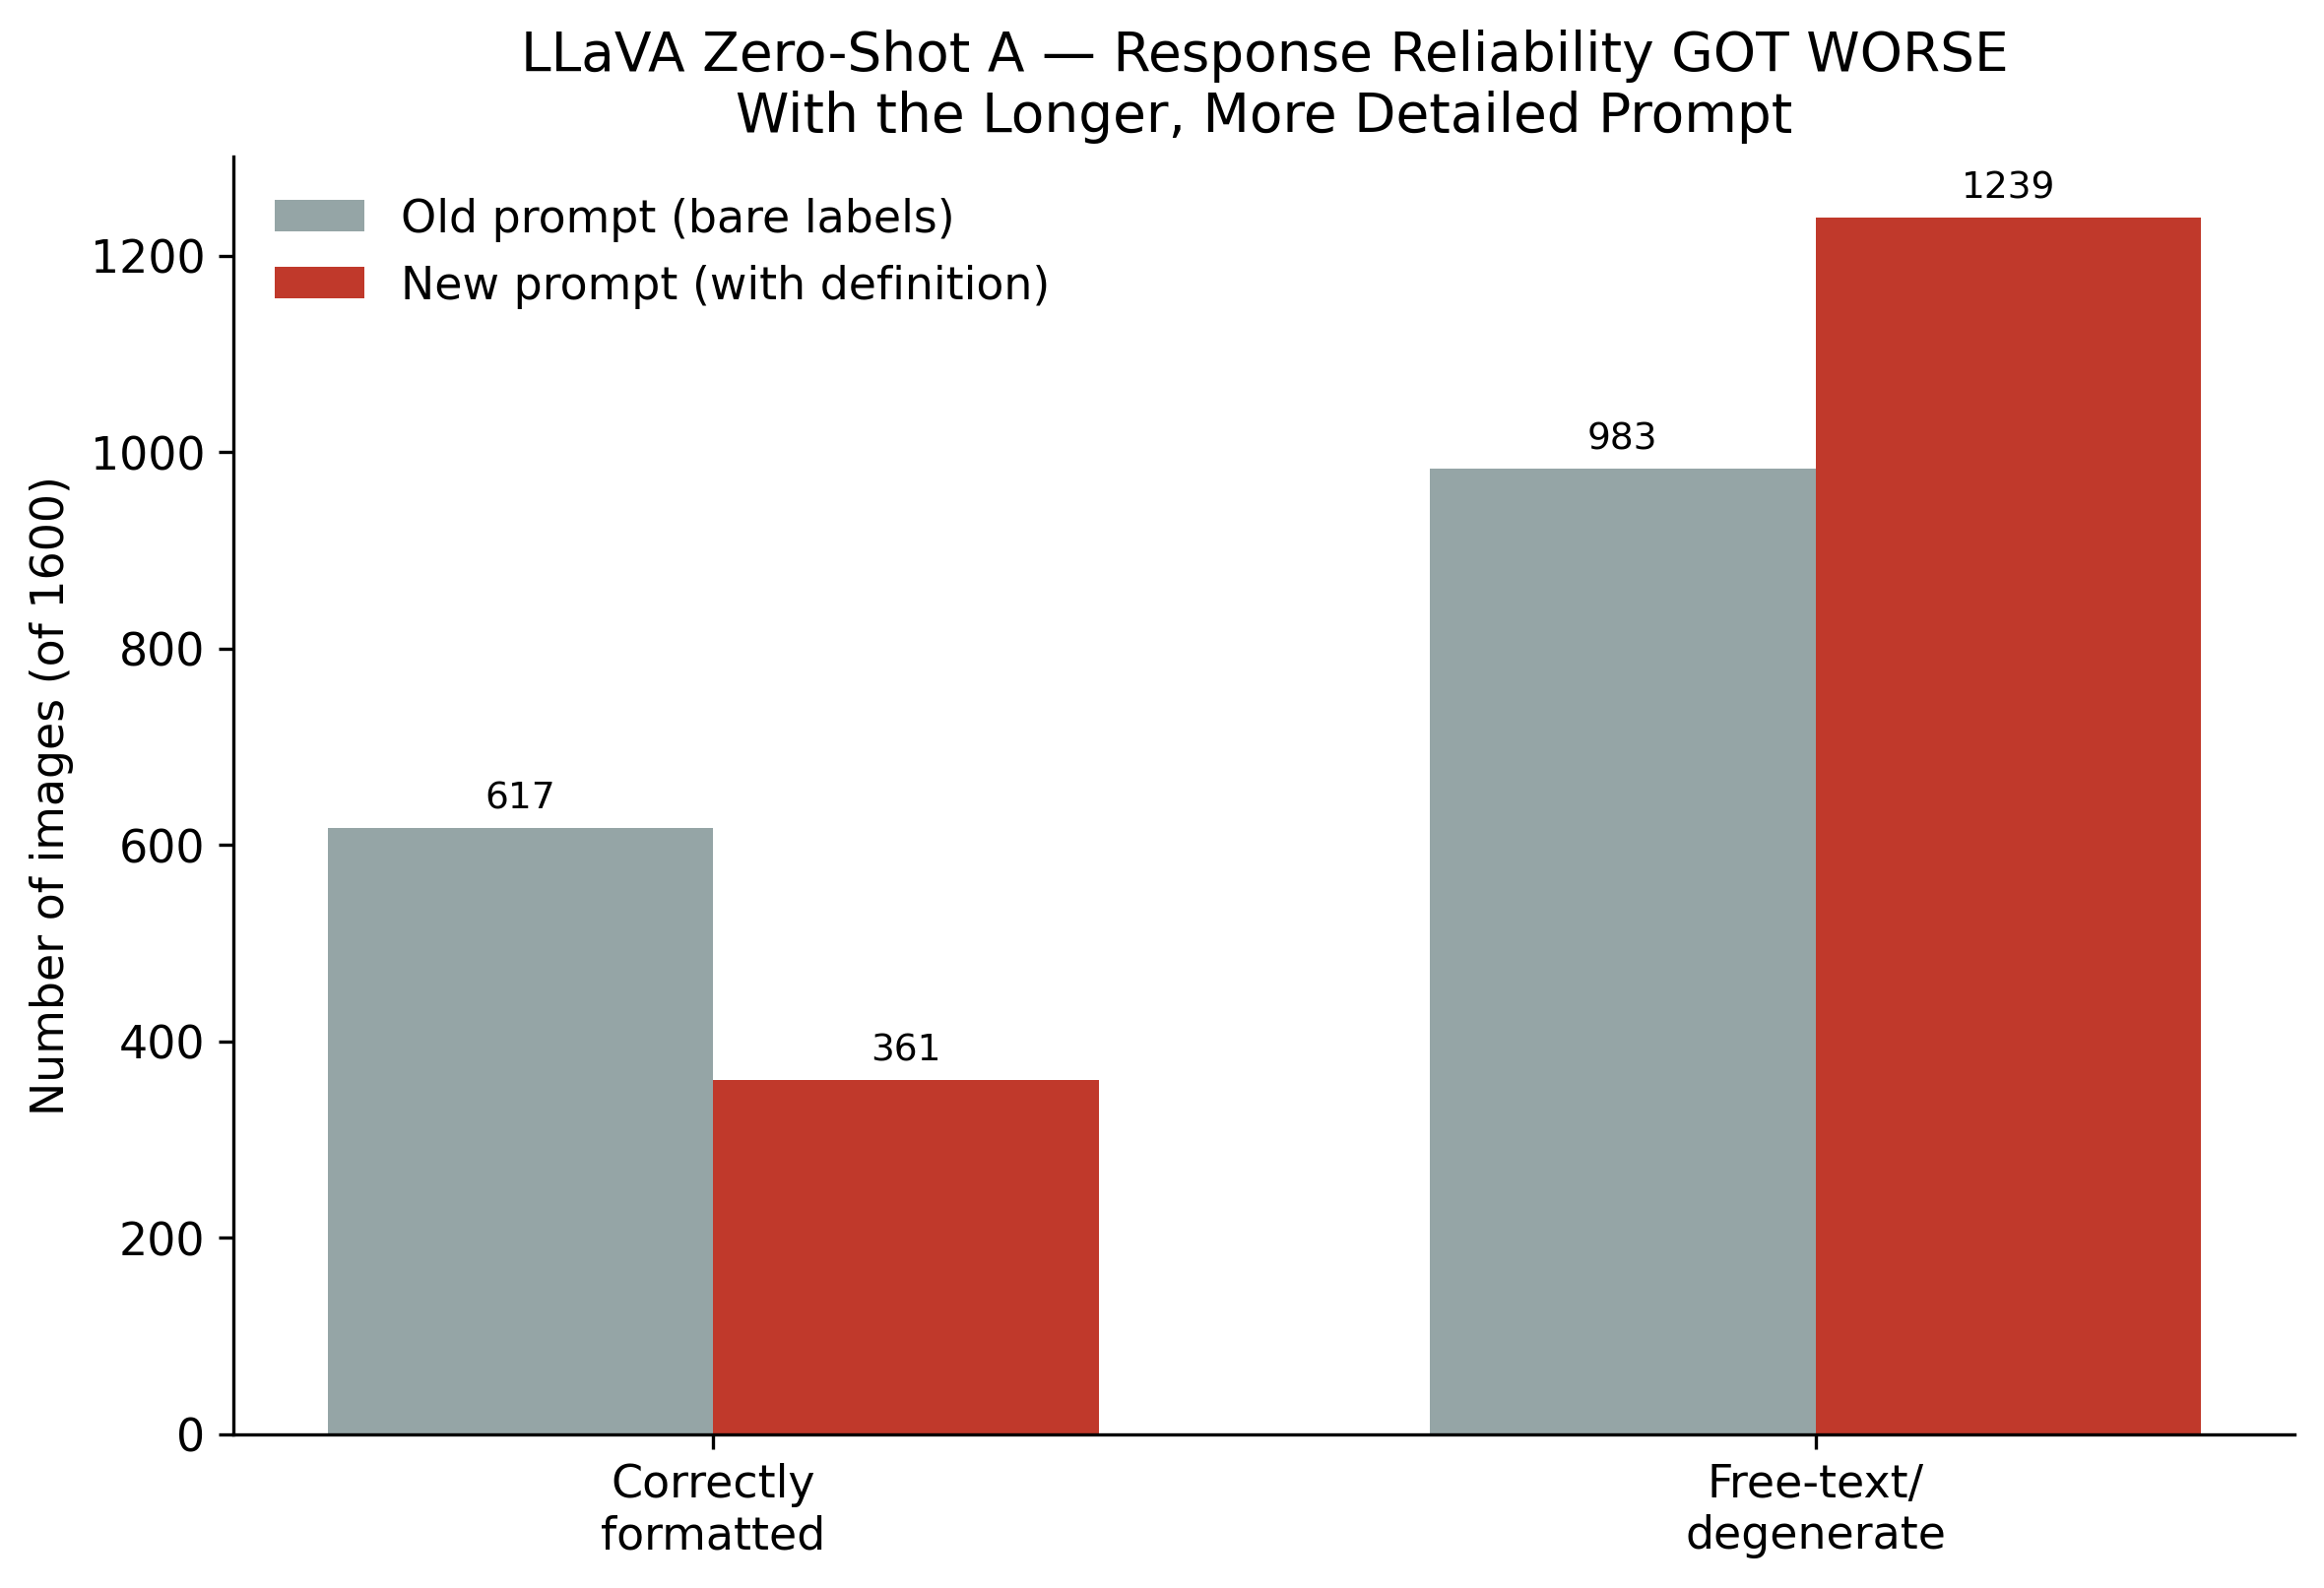 LLaVA Zero-Shot A — Response Reliability GOT WORSE
With the Longer, More Detailed Prompt
Old prompt (bare labels)
New prompt (with definition)
Number of images (of 1600)
1200
1000
800
600
400
200
0
617
361
983
1239
Correctly
formatted
Free-text/
degenerate